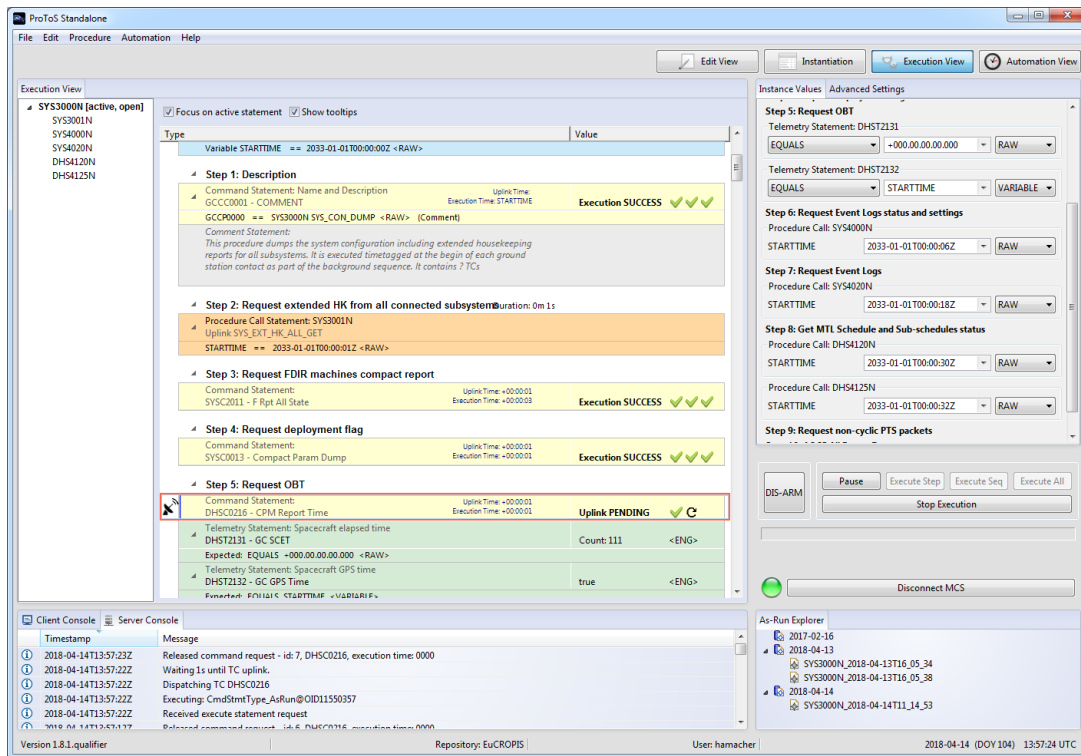 ProToS Standalone
File Edit Procedure Automation Help
Edit View Instantiation Execution View Automation View
Execution View
SYS3000N [active, open]
SYS3001N
SYS4000N
SYS4020N
DHS4120N
DHS4125N
Focus on active statement Show tooltips
Type Value
Variable STARTTIME == 2033-01-01T00:00:00Z <RAW>
Step 1: Description
Command Statement: Name and Description Uplink Time:
GCCC0001 - COMMENT Execution Time: STARTTIME Execution SUCCESS
GCCP0000 == SYS3000N SYS_CON_DUMP <RAW> (Comment)
Comment Statement:
This procedure dumps the system configuration including extended housekeeping
reports for all subsystems. It is executed timetagged at the begin of each ground
station contact as part of the background sequence. It contains ? TCs
Step 2: Request extended HK from all connected subsystems Duration: 0m 1s
Procedure Call Statement: SYS3001N
Uplink SYS_EXT_HK_ALL_GET
STARTTIME == 2033-01-01T00:00:01Z <RAW>
Step 3: Request FDIR machines compact report
Command Statement: Uplink Time: +00:00:01
SYSC2011 - F Rpt All State Execution Time: +00:00:03 Execution SUCCESS
Step 4: Request deployment flag
Command Statement: Uplink Time: +00:00:01
SYSC0013 - Compact Param Dump Execution Time: +00:00:01 Execution SUCCESS
Step 5: Request OBT
Command Statement: Uplink Time: +00:00:01
DHSC0216 - CPM Report Time Execution Time: +00:00:01 Uplink PENDING
Telemetry Statement: Spacecraft elapsed time
DHST2131 - GC SCET Count: 111 <ENG>
Expected: EQUALS +000.00.00.00.000 <RAW>
Telemetry Statement: Spacecraft GPS time
DHST2132 - GC GPS Time true <ENG>
Expected: EQUALS STARTTIME <VARIABLE>
Instance Values Advanced Settings
Step 5: Request OBT
Telemetry Statement: DHST2131
EQUALS +000.00.00.00.000 RAW
Telemetry Statement: DHST2132
EQUALS STARTTIME VARIABLE
Step 6: Request Event Logs status and settings
Procedure Call: SYS4000N
STARTTIME 2033-01-01T00:00:06Z RAW
Step 7: Request Event Logs
Procedure Call: SYS4020N
STARTTIME 2033-01-01T00:00:18Z RAW
Step 8: Get MTL Schedule and Sub-schedules status
Procedure Call: DHS4120N
STARTTIME 2033-01-01T00:00:30Z RAW
Procedure Call: DHS4125N
STARTTIME 2033-01-01T00:00:32Z RAW
Step 9: Request non-cyclic PTS packets
DIS-ARM Pause Execute Step Execute Seq Execute All
Stop Execution
Disconnect MCS
Client Console Server Console
Timestamp Message
2018-04-14T13:57:23Z Released command request - id: 7, DHSC0216, execution time: 0000
2018-04-14T13:57:22Z Waiting 1s until TC uplink.
2018-04-14T13:57:22Z Dispatching TC DHSC0216
2018-04-14T13:57:22Z Executing: CmdStmtType_AsRun@OID11550357
2018-04-14T13:57:22Z Received execute statement request
2018-04-14T13:57:12Z Released command request - id: 6, DHSC0216, execution time: 0000
As-Run Explorer
2017-02-16
2018-04-13
SYS3000N_2018-04-13T16_05_34
SYS3000N_2018-04-13T16_05_38
2018-04-14
SYS3000N_2018-04-14T11_14_53
Version 1.8.1.qualifier Repository: EuCROPIS User: hamacher 2018-04-14 (DOY 104) 13:57:24 UTC